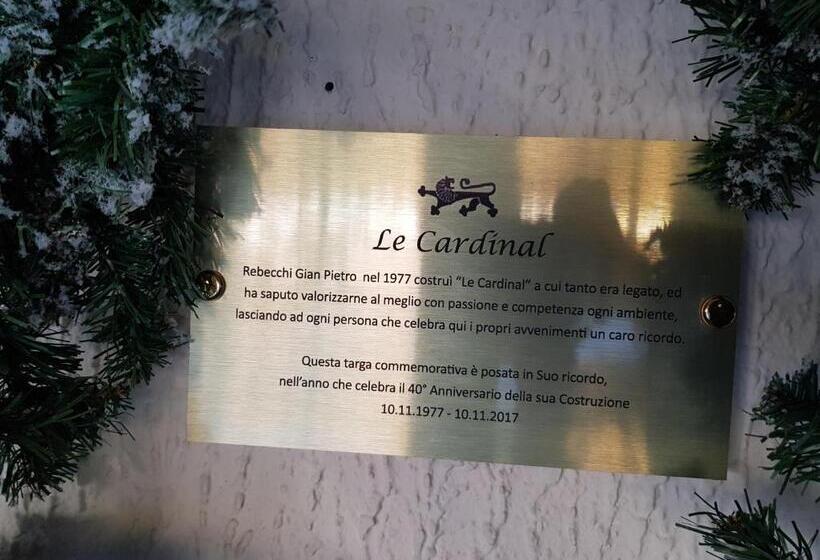 Le Cardinal
Rebecchi Gian Pietro nel 1977 costruì "Le Cardinal" a cui tanto era legato, ed
ha saputo valorizzarne al meglio con passione e competenza ogni ambiente,
lasciando ad ogni persona che celebra qui i propri avvenimenti un caro ricordo.
Questa targa commemorativa è posata in Suo ricordo,
nell'anno che celebra il 40° Anniversario della sua Costruzione
10.11.1977 - 10.11.2017